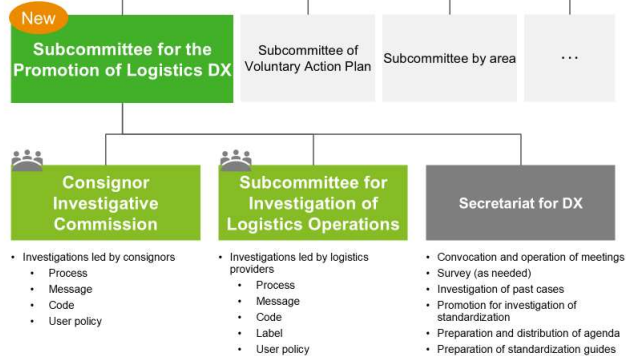 New
Subcommittee for the
Promotion of Logistics DX
Subcommittee of
Voluntary Action Plan
Subcommittee by area
...
Consignor
Investigative
Commission
Subcommittee for
Investigation of
Logistics Operations
Secretariat for DX
• Investigations led by consignors
• Process
• Message
• Code
• User policy
• Investigations led by logistics
providers
• Process
• Message
• Code
• Label
• User policy
• Convocation and operation of meetings
• Survey (as needed)
• Investigation of past cases
• Promotion for investigation of
standardization
• Preparation and distribution of agenda
• Preparation of standardization guides